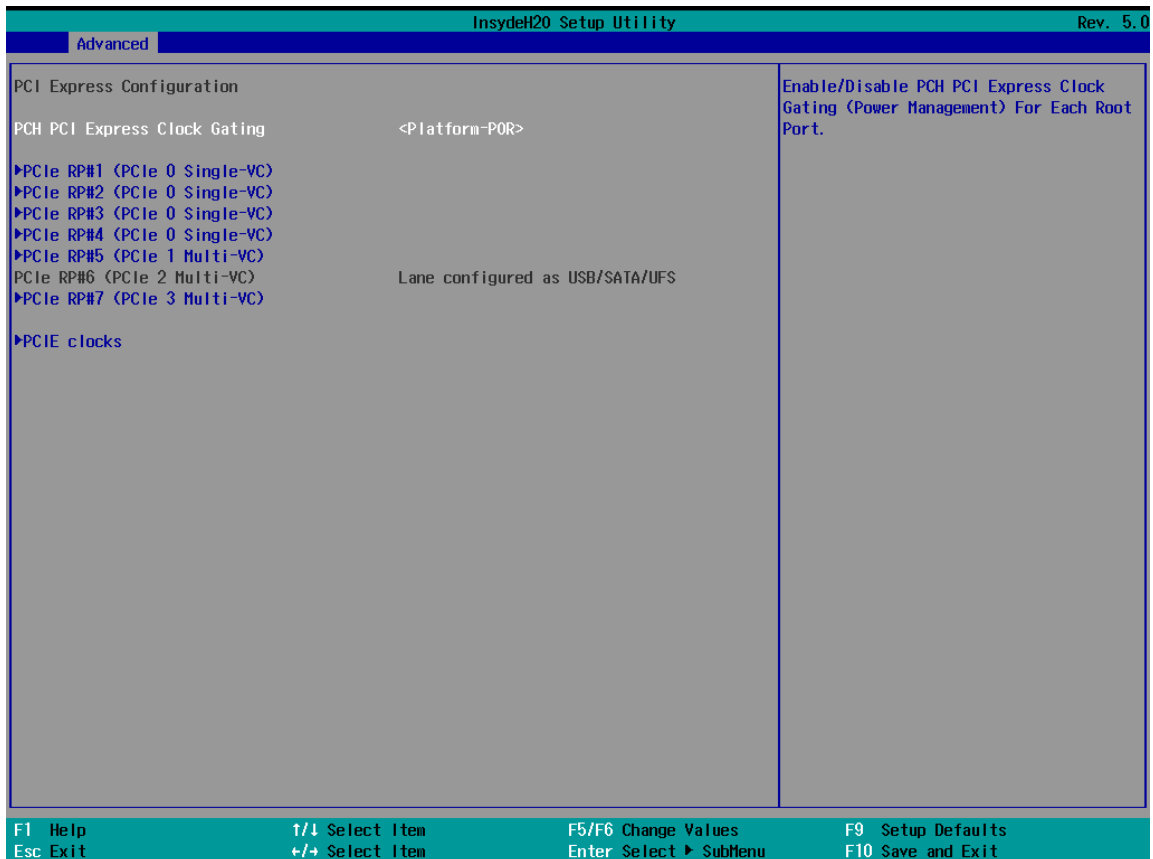 InsydeH20 Setup Utility Rev. 5.0
Advanced
PCI Express Configuration
PCH PCI Express Clock Gating <Platform-POR>
▶PCIe RP#1 (PCIe 0 Single-VC)
▶PCIe RP#2 (PCIe 0 Single-VC)
▶PCIe RP#3 (PCIe 0 Single-VC)
▶PCIe RP#4 (PCIe 0 Single-VC)
▶PCIe RP#5 (PCIe 1 Multi-VC)
PCIe RP#6 (PCIe 2 Multi-VC) Lane configured as USB/SATA/UFS
▶PCIe RP#7 (PCIe 3 Multi-VC)
▶PCIE clocks
Enable/Disable PCH PCI Express Clock
Gating (Power Management) For Each Root
Port.
F1 Help ↑/↓ Select Item F5/F6 Change Values F9 Setup Defaults
Esc Exit ←/→ Select Item Enter Select ▶ SubMenu F10 Save and Exit